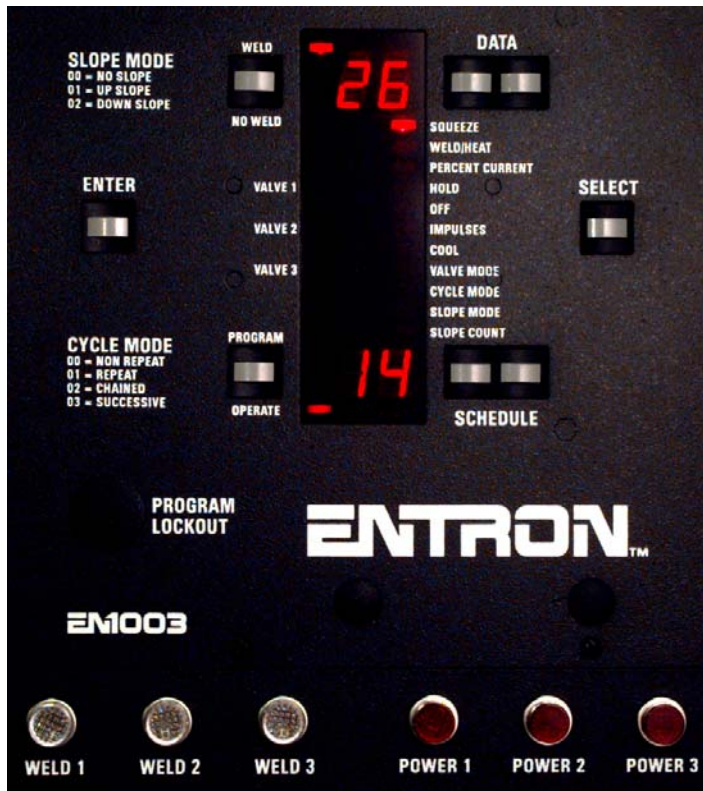 SLOPE MODE
00 = NO SLOPE
01 = UP SLOPE
02 = DOWN SLOPE
WELD
NO WELD
26
DATA
SQUEEZE
WELD/HEAT
PERCENT CURRENT
HOLD
OFF
IMPULSES
COOL
VALVE MODE
CYCLE MODE
SLOPE MODE
SLOPE COUNT
ENTER
VALVE 1
VALVE 2
VALVE 3
SELECT
CYCLE MODE
00 = NON REPEAT
01 = REPEAT
02 = CHAINED
03 = SUCCESSIVE
PROGRAM
OPERATE
14
SCHEDULE
PROGRAM
LOCKOUT
ENTRON™
EN1003
WELD 1
WELD 2
WELD 3
POWER 1
POWER 2
POWER 3